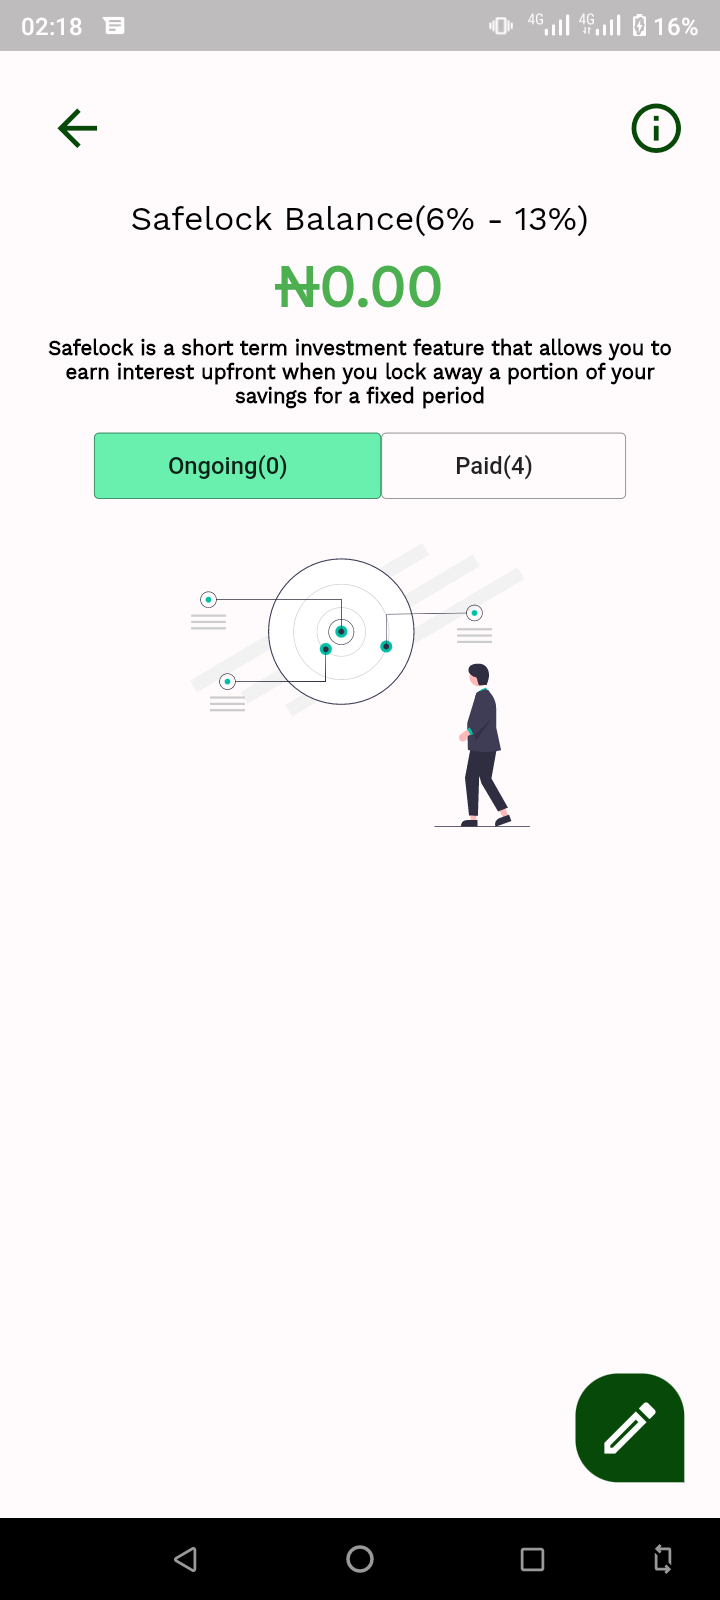 02:18
4G 4G 16%
Safelock Balance(6% - 13%)
₦0.00
Safelock is a short term investment feature that allows you to
earn interest upfront when you lock away a portion of your
savings for a fixed period
Ongoing(0) Paid(4)